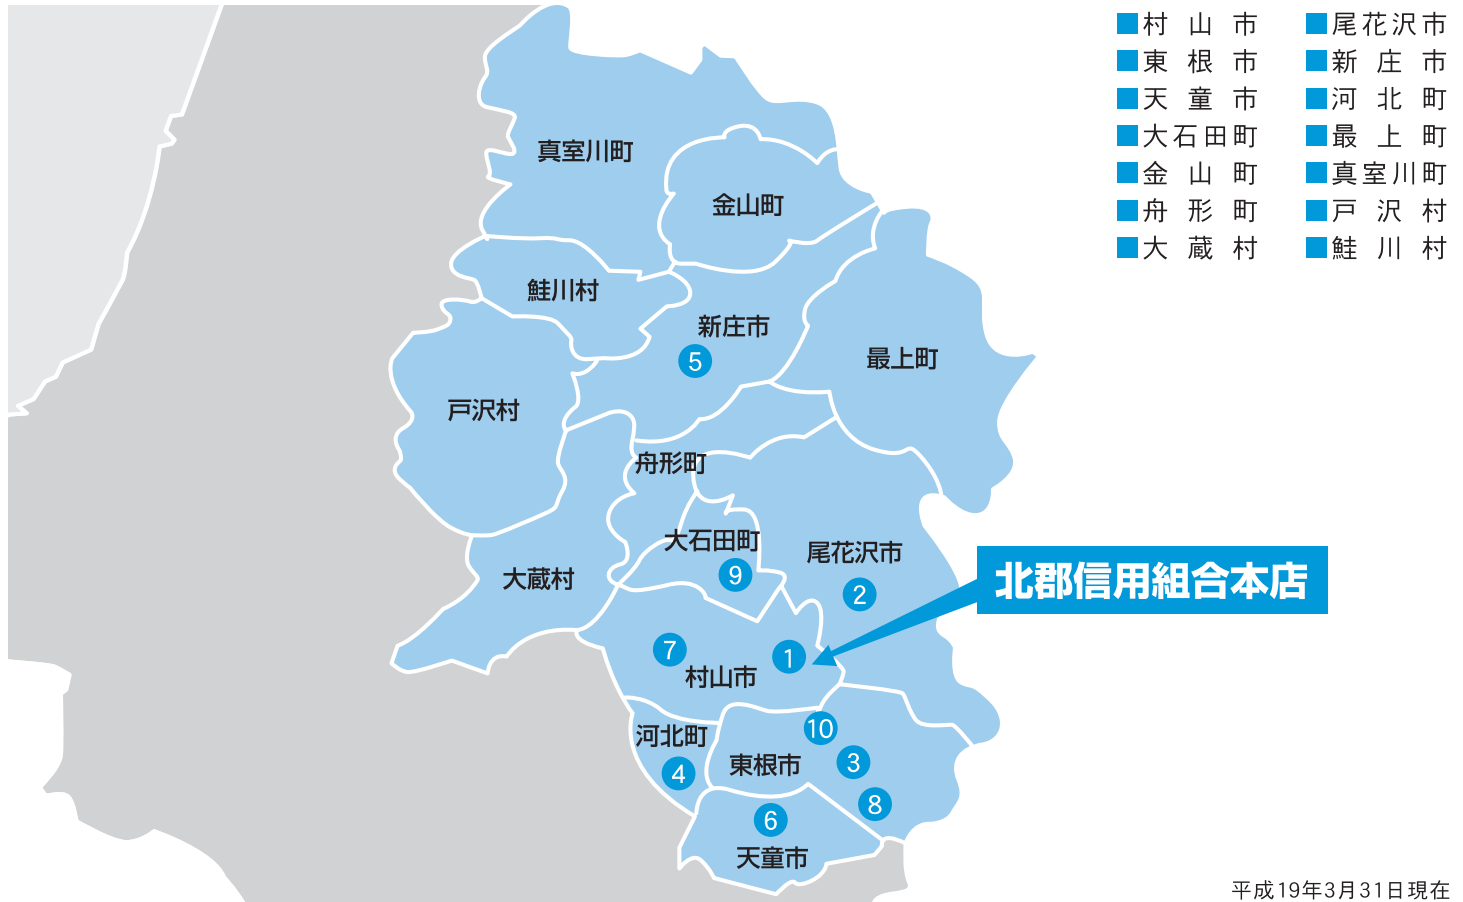 村山市
尾花沢市
東根市
新庄市
天童市
河北町
大石田町
最上町
金山町
真室川町
舟形町
戸沢村
大蔵村
鮭川村
真室川町
金山町
鮭川村
新庄市
5
最上町
戸沢村
舟形町
大石田町
9
尾花沢市
2
大蔵村
北郡信用組合本店
7
1
村山市
河北町
4
10
東根市
3
8
6
天童市
平成19年3月31日現在